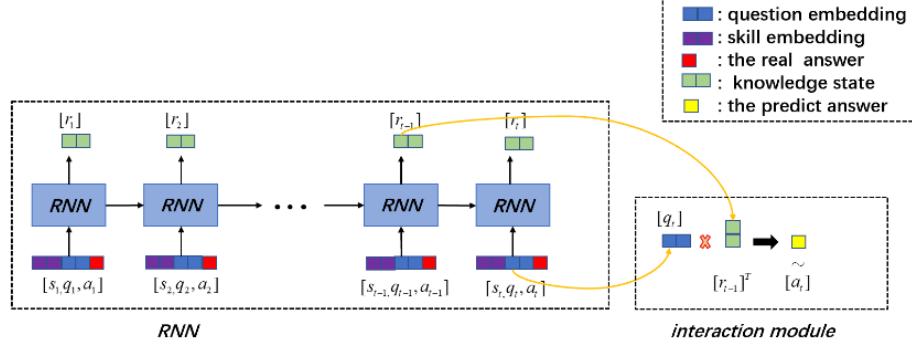 : question embedding
: skill embedding
: the real answer
: knowledge state
: the predict answer
⌊r₁⌋ ⌊r₂⌋ ⌈rₜ₋₁⌉ ⌈rₜ⌉
RNN RNN ... RNN RNN
⌊qₜ⌋
×
⌊s₁,q₁,a₁⌋ ⌊s₂,q₂,a₂⌋ ⌈sₜ₋₁,qₜ₋₁,aₜ₋₁⌉ ⌈sₜ,qₜ,aₜ⌉
[rₜ₋₁]ᵀ
~
[aₜ]
RNN
interaction module